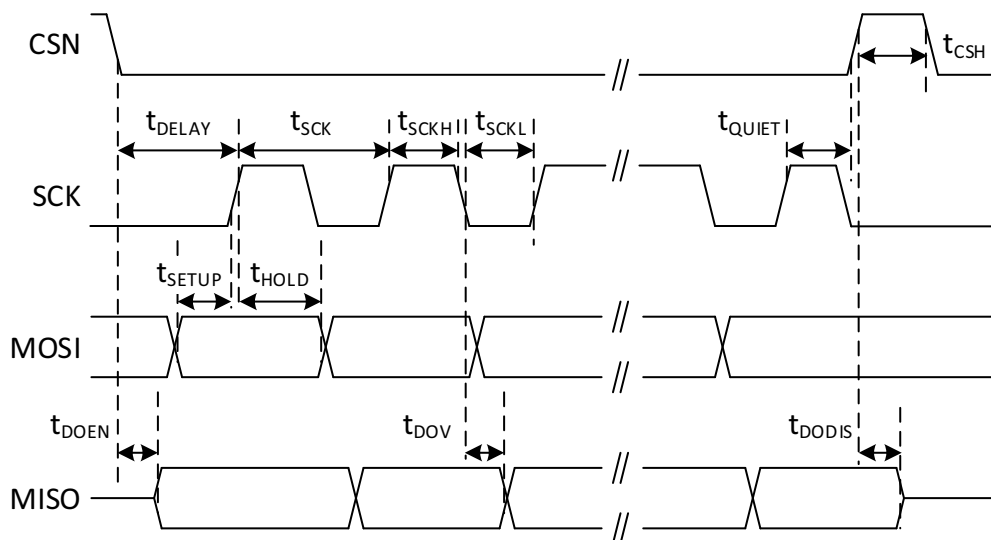 CSN
tCSH
tDELAY
tSCK
tSCKH
tSCKL
tQUIET
SCK
tSETUP
tHOLD
MOSI
tDOEN
tDOV
tDODIS
MISO